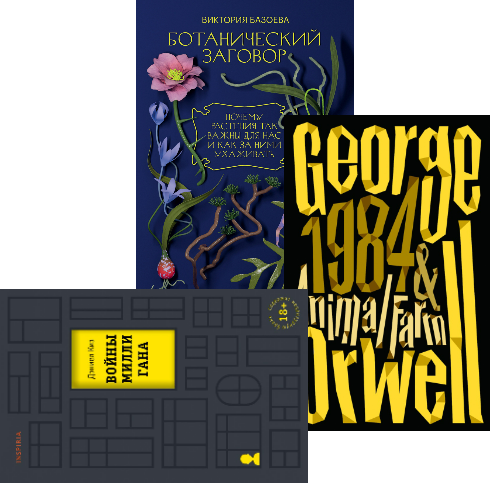 ВИКТОРИЯ БАЗОЕВА
БОТАНИЧЕСКИЙ
ЗАГОВОР
ПОЧЕМУ
РАСТЕНИЯ ТАК
ВАЖНЫ ДЛЯ НАС
И КАК ЗА НИМИ
УХАЖИВАТЬ
George
1984 &
Animal Farm
Orwell
Дэниел Киз
ВОЙНЫ
МИЛЛИ
ГАНА
18+
INSPIRIA